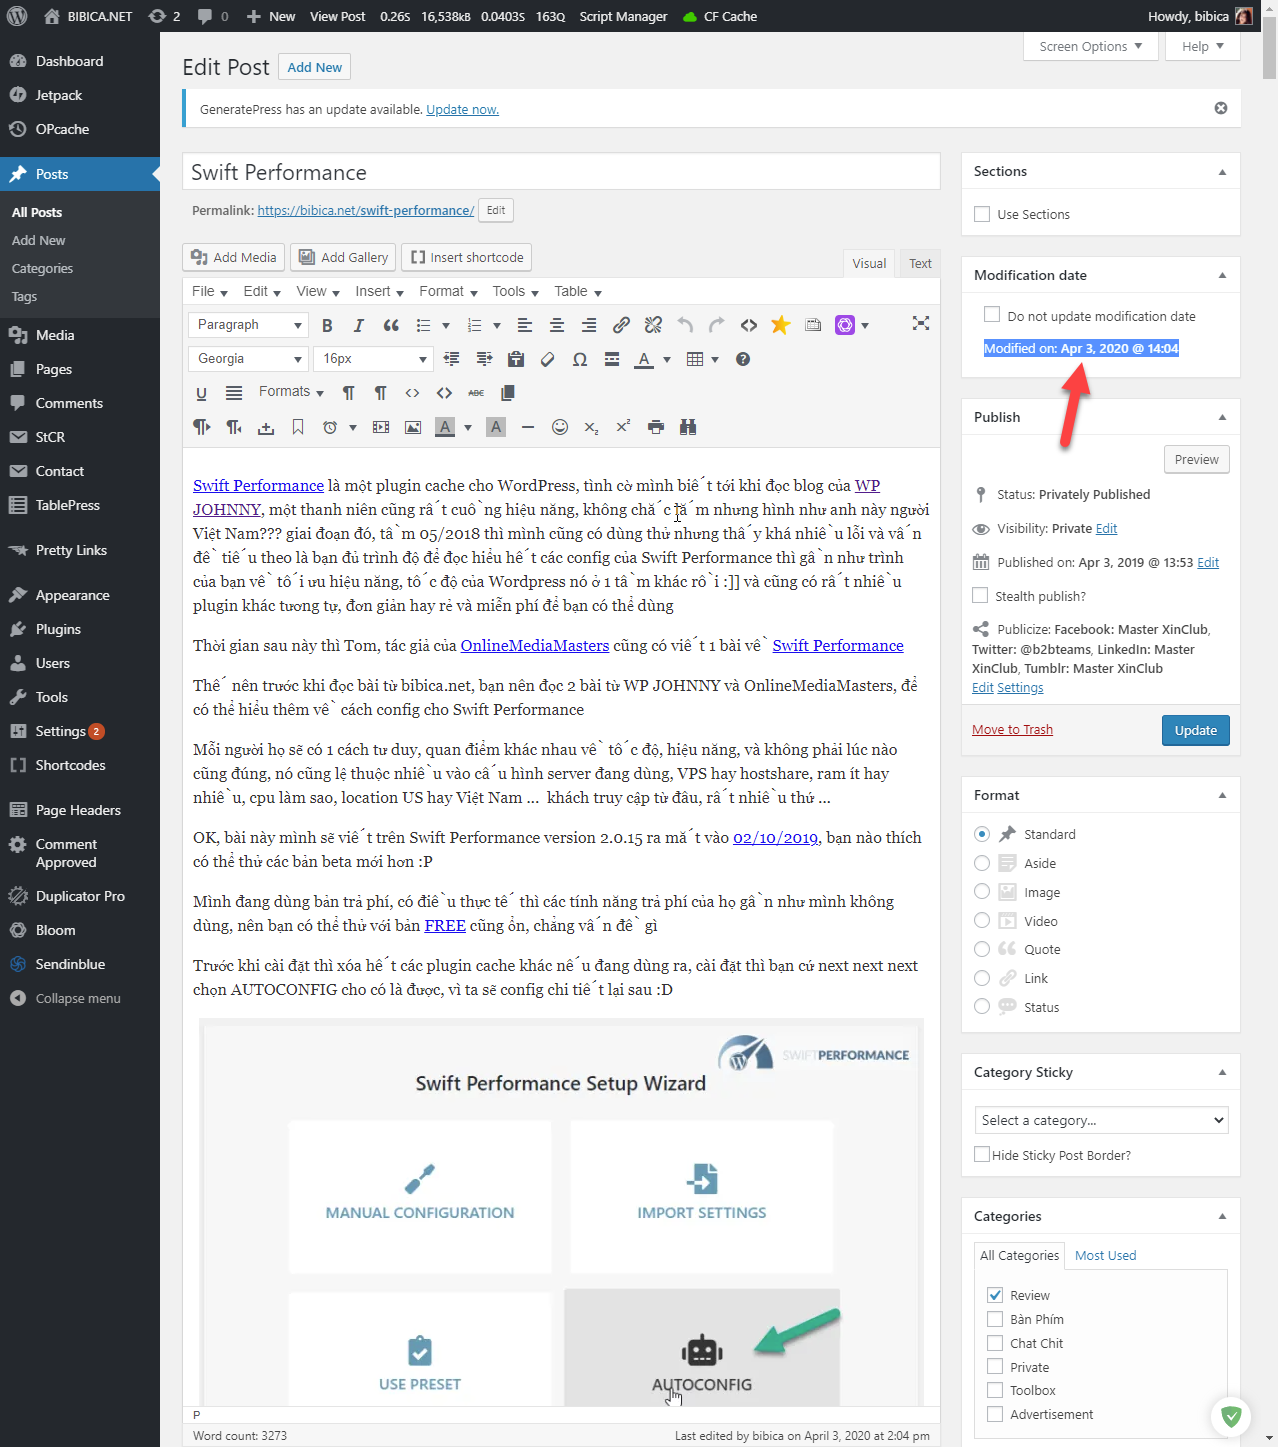 BIBICA.NET 2 0 New View Post 0.26s 16,538KB 0.0403s 163Q Script Manager CF Cache Howdy, bibica
Screen Options Help
Edit Post Add New
GeneratePress has an update available. Update now.
Dashboard
Jetpack
OPcache
Posts
All Posts
Add New
Categories
Tags
Media
Pages
Comments
StCR
Contact
TablePress
Pretty Links
Appearance
Plugins
Users
Tools
Settings 2
Shortcodes
Page Headers
Comment
Approved
Duplicator Pro
Bloom
Sendinblue
Collapse menu
Swift Performance
Permalink: https://bibica.net/swift-performance/ Edit
Add Media Add Gallery Insert shortcode
Visual Text
File Edit View Insert Format Tools Table
Paragraph
Georgia 16px
Formats
Swift Performance là một plugin cache cho WordPress, tình cờ mình biết tới khi đọc blog của WP
JOHNNY, một thanh niên cũng rất cuồng hiệu năng, không chắc lắm nhưng hình như anh này người
Việt Nam??? giai đoạn đó, tầm 05/2018 thì mình cũng có dùng thử nhưng thấy khá nhiều lỗi và vấn
đề tiếu theo là bạn đủ trình độ để đọc hiểu hết các config của Swift Performance thì gần như trình
của bạn về tối ưu hiệu năng, tốc độ của Wordpress nó ở 1 tầm khác rồi :]] và cũng có rất nhiều
plugin khác tương tự, đơn giản hay rẻ và miễn phí để bạn có thể dùng
Thời gian sau này thì Tom, tác giả của OnlineMediaMasters cũng có viết 1 bài về Swift Performance
Thế nên trước khi đọc bài từ bibica.net, bạn nên đọc 2 bài từ WP JOHNNY và OnlineMediaMasters, để
có thể hiểu thêm về cách config cho Swift Performance
Mỗi người họ sẽ có 1 cách tư duy, quan điểm khác nhau về tốc độ, hiệu năng, và không phải lúc nào
cũng đúng, nó cũng lệ thuộc nhiều vào cấu hình server đang dùng, VPS hay hostshare, ram ít hay
nhiều, cpu làm sao, location US hay Việt Nam ... khách truy cập từ đâu, rất nhiều thứ ...
OK, bài này mình sẽ viết trên Swift Performance version 2.0.15 ra mắt vào 02/10/2019, bạn nào thích
có thể thử các bản beta mới hơn :P
Mình đang dùng bản trả phí, có điều thực tế thì các tính năng trả phí của họ gần như mình không
dùng, nên bạn có thể thử với bản FREE cũng ổn, chẳng vấn đề gì
Trước khi cài đặt thì xóa hết các plugin cache khác nếu đang dùng ra, cài đặt thì bạn cứ next next next
chọn AUTOCONFIG cho có là được, vì ta sẽ config chi tiết lại sau :D
SWIFTPERFORMANCE
Swift Performance Setup Wizard
MANUAL CONFIGURATION IMPORT SETTINGS
USE PRESET AUTOCONFIG
P
Word count: 3273 Last edited by bibica on April 3, 2020 at 2:04 pm
Sections
Use Sections
Modification date
Do not update modification date
Modified on: Apr 3, 2020 @ 14:04
Publish
Preview
Status: Privately Published
Visibility: Private Edit
Published on: Apr 3, 2019 @ 13:53 Edit
Stealth publish?
Publicize: Facebook: Master XinClub,
Twitter: @b2bteams, LinkedIn: Master
XinClub, Tumblr: Master XinClub
Edit Settings
Move to Trash Update
Format
Standard
Aside
Image
Video
Quote
Link
Status
Category Sticky
Select a category...
Hide Sticky Post Border?
Categories
All Categories Most Used
Review
Bàn Phím
Chat Chit
Private
Toolbox
Advertisement